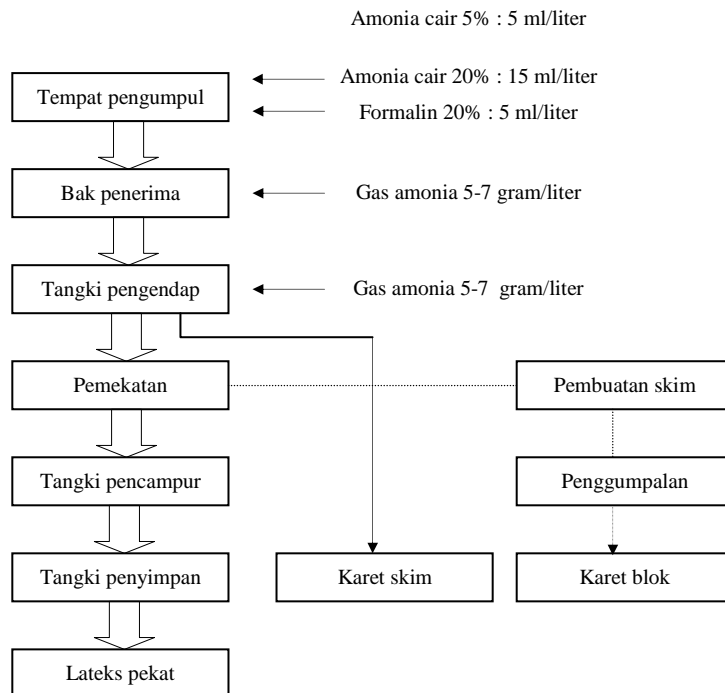 Amonia cair 5% : 5 ml/liter
Amonia cair 20% : 15 ml/liter
Tempat pengumpul
Formalin 20% : 5 ml/liter
Bak penerima
Gas amonia 5-7 gram/liter
Tangki pengendap
Gas amonia 5-7 gram/liter
Pemekatan
Pembuatan skim
Tangki pencampur
Penggumpalan
Tangki penyimpan
Karet skim
Karet blok
Lateks pekat